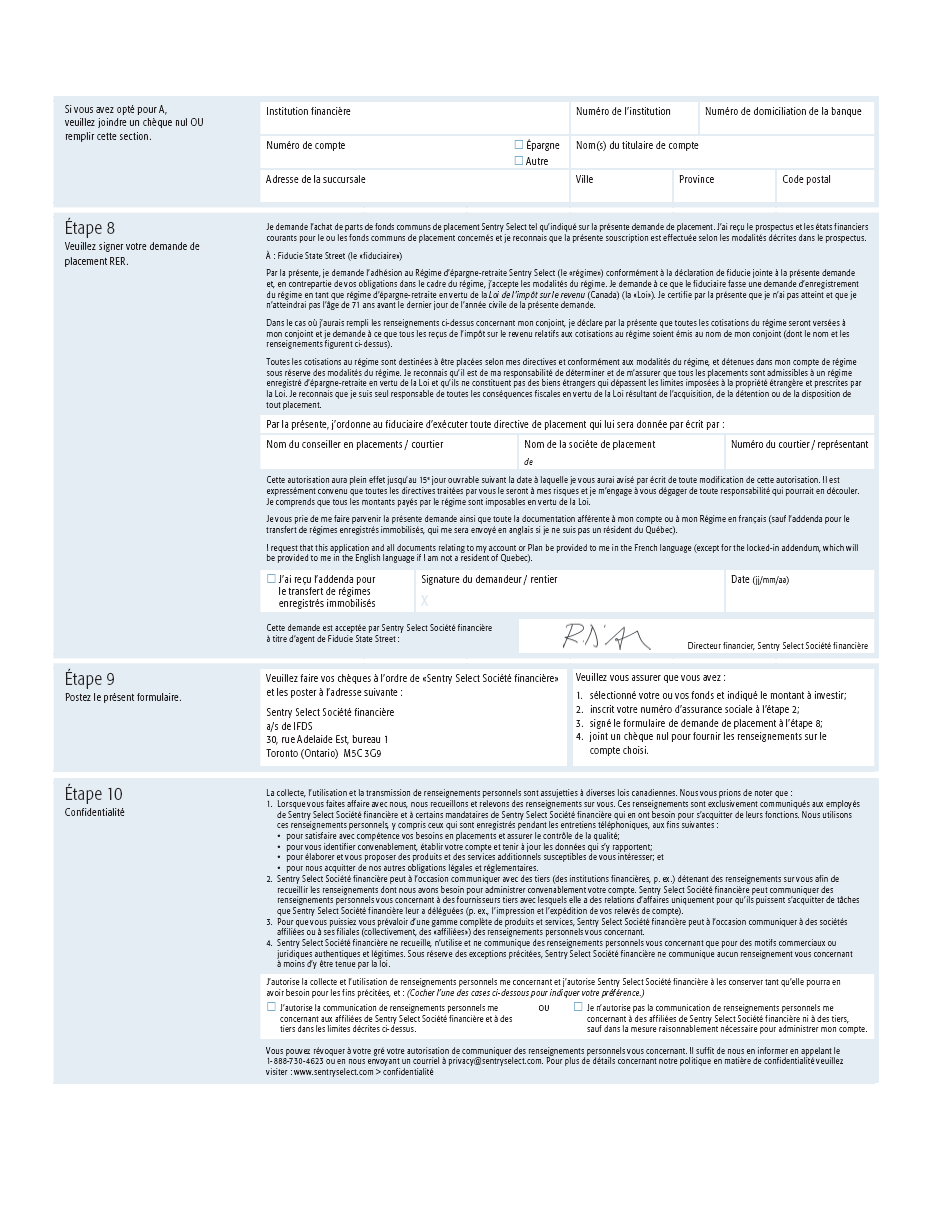 Si vous avez opté pour A,
veuillez joindre un chèque nul OU
remplir cette section.
Institution financière
Numéro de l'institution
Numéro de domiciliation de la banque
Numéro de compte
☐ Épargne
☐ Autre
Nom(s) du titulaire de compte
Adresse de la succursale
Ville
Province
Code postal
Étape 8
Veuillez signer votre demande de
placement RER.
Je demande l'achat de parts de fonds communs de placement Sentry Select tel qu'indiqué sur la présente demande de placement. J'ai reçu le prospectus et les états financiers
courants pour le ou les fonds communs de placement concernés et je reconnais que la présente souscription est effectuée selon les modalités décrites dans le prospectus.
À : Fiducie State Street (le «fiduciaire»)
Par la présente, je demande l'adhésion au Régime d'épargne-retraite Sentry Select (le «régime») conformément à la déclaration de fiducie jointe à la présente demande
et, en contrepartie de vos obligations dans le cadre du régime, j'accepte les modalités du régime. Je demande à ce que le fiduciaire fasse une demande d'enregistrement
du régime en tant que régime d'épargne-retraite en vertu de la Loi de l'impôt sur le revenu (Canada) (la «Loi»). Je certifie par la présente que je n'ai pas atteint et que je
n'atteindrai pas l'âge de 71 ans avant le dernier jour de l'année civile de la présente demande.
Dans le cas où j'aurais rempli les renseignements ci-dessus concernant mon conjoint, je déclare par la présente que toutes les cotisations du régime seront versées à
mon conjoint et je demande à ce que tous les reçus de l'impôt sur le revenu relatifs aux cotisations au régime soient émis au nom de mon conjoint (dont le nom et les
renseignements figurent ci-dessus).
Toutes les cotisations au régime sont destinées à être placées selon mes directives et conformément aux modalités du régime, et détenues dans mon compte de régime
sous réserve des modalités du régime. Je reconnais qu'il est de ma responsabilité de déterminer et de m'assurer que tous les placements sont admissibles à un régime
enregistré d'épargne-retraite en vertu de la Loi et qu'ils ne constituent pas des biens étrangers qui dépassent les limites imposées à la propriété étrangère et prescrites par
la Loi. Je reconnais que je suis seul responsable de toutes les conséquences fiscales en vertu de la Loi résultant de l'acquisition, de la détention ou de la disposition de
tout placement.
Par la présente, j'ordonne au fiduciaire d'exécuter toute directive de placement qui lui sera donnée par écrit par :
Nom du conseiller en placements / courtier
Nom de la société de placement
Numéro du courtier / représentant
de
Cette autorisation aura plein effet jusqu'au 15e jour ouvrable suivant la date à laquelle je vous aurai avisé par écrit de toute modification de cette autorisation. Il est
expressément convenu que toutes les directives traitées par vous le seront à mes risques et je m'engage à vous dégager de toute responsabilité qui pourrait en découler.
Je comprends que tous les montants payés par le régime sont imposables en vertu de la Loi.
Je vous prie de me faire parvenir la présente demande ainsi que toute la documentation afférente à mon compte ou à mon Régime en français (sauf l'addenda pour le
transfert de régimes enregistrés immobilisés, qui me sera envoyé en anglais si je ne suis pas un résident du Québec).
I request that this application and all documents relating to my account or Plan be provided to me in the French language (except for the locked-in addendum, which will
be provided to me in the English language if I am not a resident of Quebec).
☐ J'ai reçu l'addenda pour
le transfert de régimes
enregistrés immobilisés
Signature du demandeur / rentier
X
Date (jj/mm/aa)
Cette demande est acceptée par Sentry Select Société financière
à titre d'agent de Fiducie State Street :
Directeur financier, Sentry Select Société financière
Étape 9
Postez le présent formulaire.
Veuillez faire vos chèques à l'ordre de «Sentry Select Société financière»
et les poster à l'adresse suivante :
Sentry Select Société financière
a/s de IFDS
30, rue Adelaide Est, bureau 1
Toronto (Ontario) M5C 3G9
Veuillez vous assurer que vous avez :
1. sélectionné votre ou vos fonds et indiqué le montant à investir;
2. inscrit votre numéro d'assurance sociale à l'étape 2;
3. signé le formulaire de demande de placement à l'étape 8;
4. joint un chèque nul pour fournir les renseignements sur le
compte choisi.
Étape 10
Confidentialité
La collecte, l'utilisation et la transmission de renseignements personnels sont assujetties à diverses lois canadiennes. Nous vous prions de noter que :
1. Lorsque vous faites affaire avec nous, nous recueillons et relevons des renseignements sur vous. Ces renseignements sont exclusivement communiqués aux employés
de Sentry Select Société financière et à certains mandataires de Sentry Select Société financière qui en ont besoin pour s'acquitter de leurs fonctions. Nous utilisons
ces renseignements personnels, y compris ceux qui sont enregistrés pendant les entretiens téléphoniques, aux fins suivantes :
• pour satisfaire avec compétence vos besoins en placements et assurer le contrôle de la qualité;
• pour vous identifier convenablement, établir votre compte et tenir à jour les données qui s'y rapportent;
• pour élaborer et vous proposer des produits et des services additionnels susceptibles de vous intéresser; et
• pour nous acquitter de nos autres obligations légales et réglementaires.
2. Sentry Select Société financière peut à l'occasion communiquer avec des tiers (des institutions financières, p. ex.) détenant des renseignements sur vous afin de
recueillir les renseignements dont nous avons besoin pour administrer convenablement votre compte. Sentry Select Société financière peut communiquer des
renseignements personnels vous concernant à des fournisseurs tiers avec lesquels elle a des relations d'affaires uniquement pour qu'ils puissent s'acquitter de tâches
que Sentry Select Société financière leur a déléguées (p. ex., l'impression et l'expédition de vos relevés de compte).
3. Pour que vous puissiez vous prévaloir d'une gamme complète de produits et services, Sentry Select Société financière peut à l'occasion communiquer à des sociétés
affiliées ou à ses filiales (collectivement, des «affiliées») des renseignements personnels vous concernant.
4. Sentry Select Société financière ne recueille, n'utilise et ne communique des renseignements personnels vous concernant que pour des motifs commerciaux ou
juridiques authentiques et légitimes. Sous réserve des exceptions précitées, Sentry Select Société financière ne communique aucun renseignement vous concernant
à moins d'y être tenue par la loi.
J'autorise la collecte et l'utilisation de renseignements personnels me concernant et j'autorise Sentry Select Société financière à les conserver tant qu'elle pourra en
avoir besoin pour les fins précitées, et : (Cocher l'une des cases ci-dessous pour indiquer votre préférence.)
☐ J'autorise la communication de renseignements personnels me
concernant aux affiliées de Sentry Select Société financière et à des
tiers dans les limites décrites ci-dessus.
OU
☐ Je n'autorise pas la communication de renseignements personnels me
concernant à des affiliées de Sentry Select Société financière ni à des tiers,
sauf dans la mesure raisonnablement nécessaire pour administrer mon compte.
Vous pouvez révoquer à votre gré votre autorisation de communiquer des renseignements personnels vous concernant. Il suffit de nous en informer en appelant le
1-888-730-4623 ou en nous envoyant un courriel à privacy@sentryselect.com. Pour plus de détails concernant notre politique en matière de confidentialité veuillez
visiter : www.sentryselect.com > confidentialité